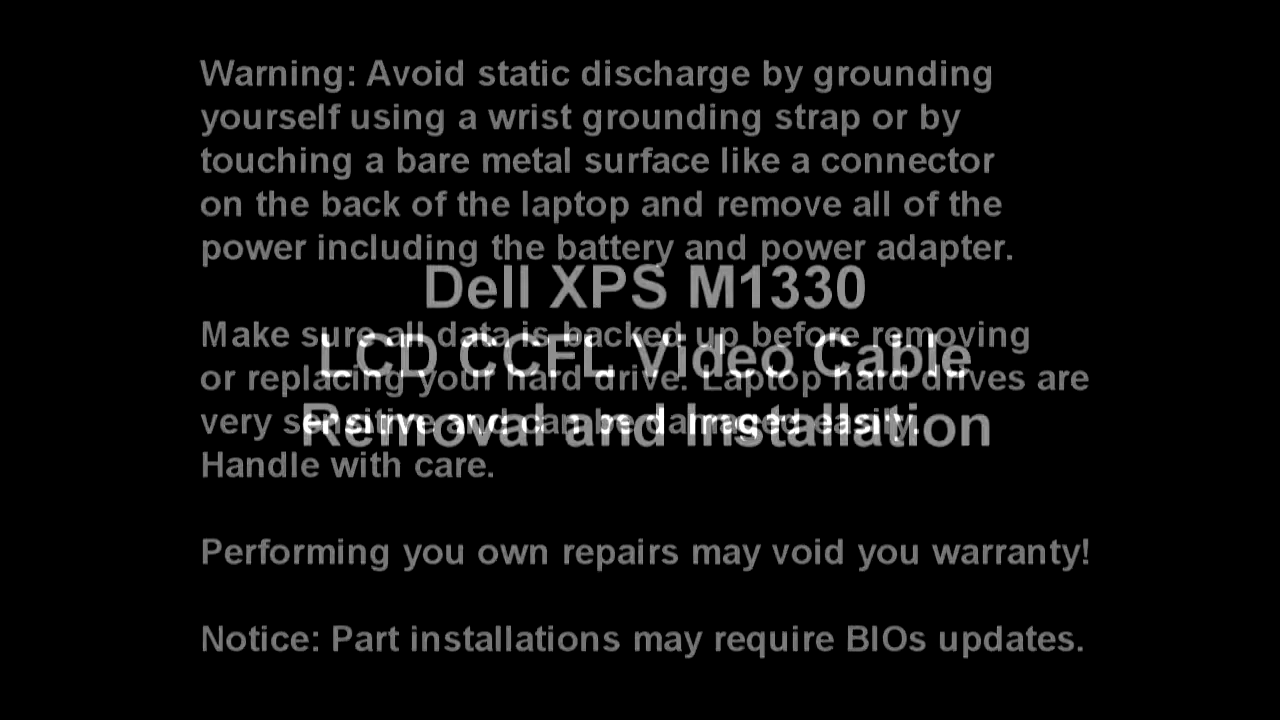 Warning: Avoid static discharge by grounding
yourself using a wrist grounding strap or by
touching a bare metal surface like a connector
on the back of the laptop and remove all of the
power including the battery and power adapter.
Dell XPS M1330
Make sure all data is backed up before removing
LCD CCFL Video Cable
or replacing your hard drive. Laptop hard drives are
very sensitive and can be damaged easily.
Removal and Installation
Handle with care.
Performing you own repairs may void you warranty!
Notice: Part installations may require BIOs updates.